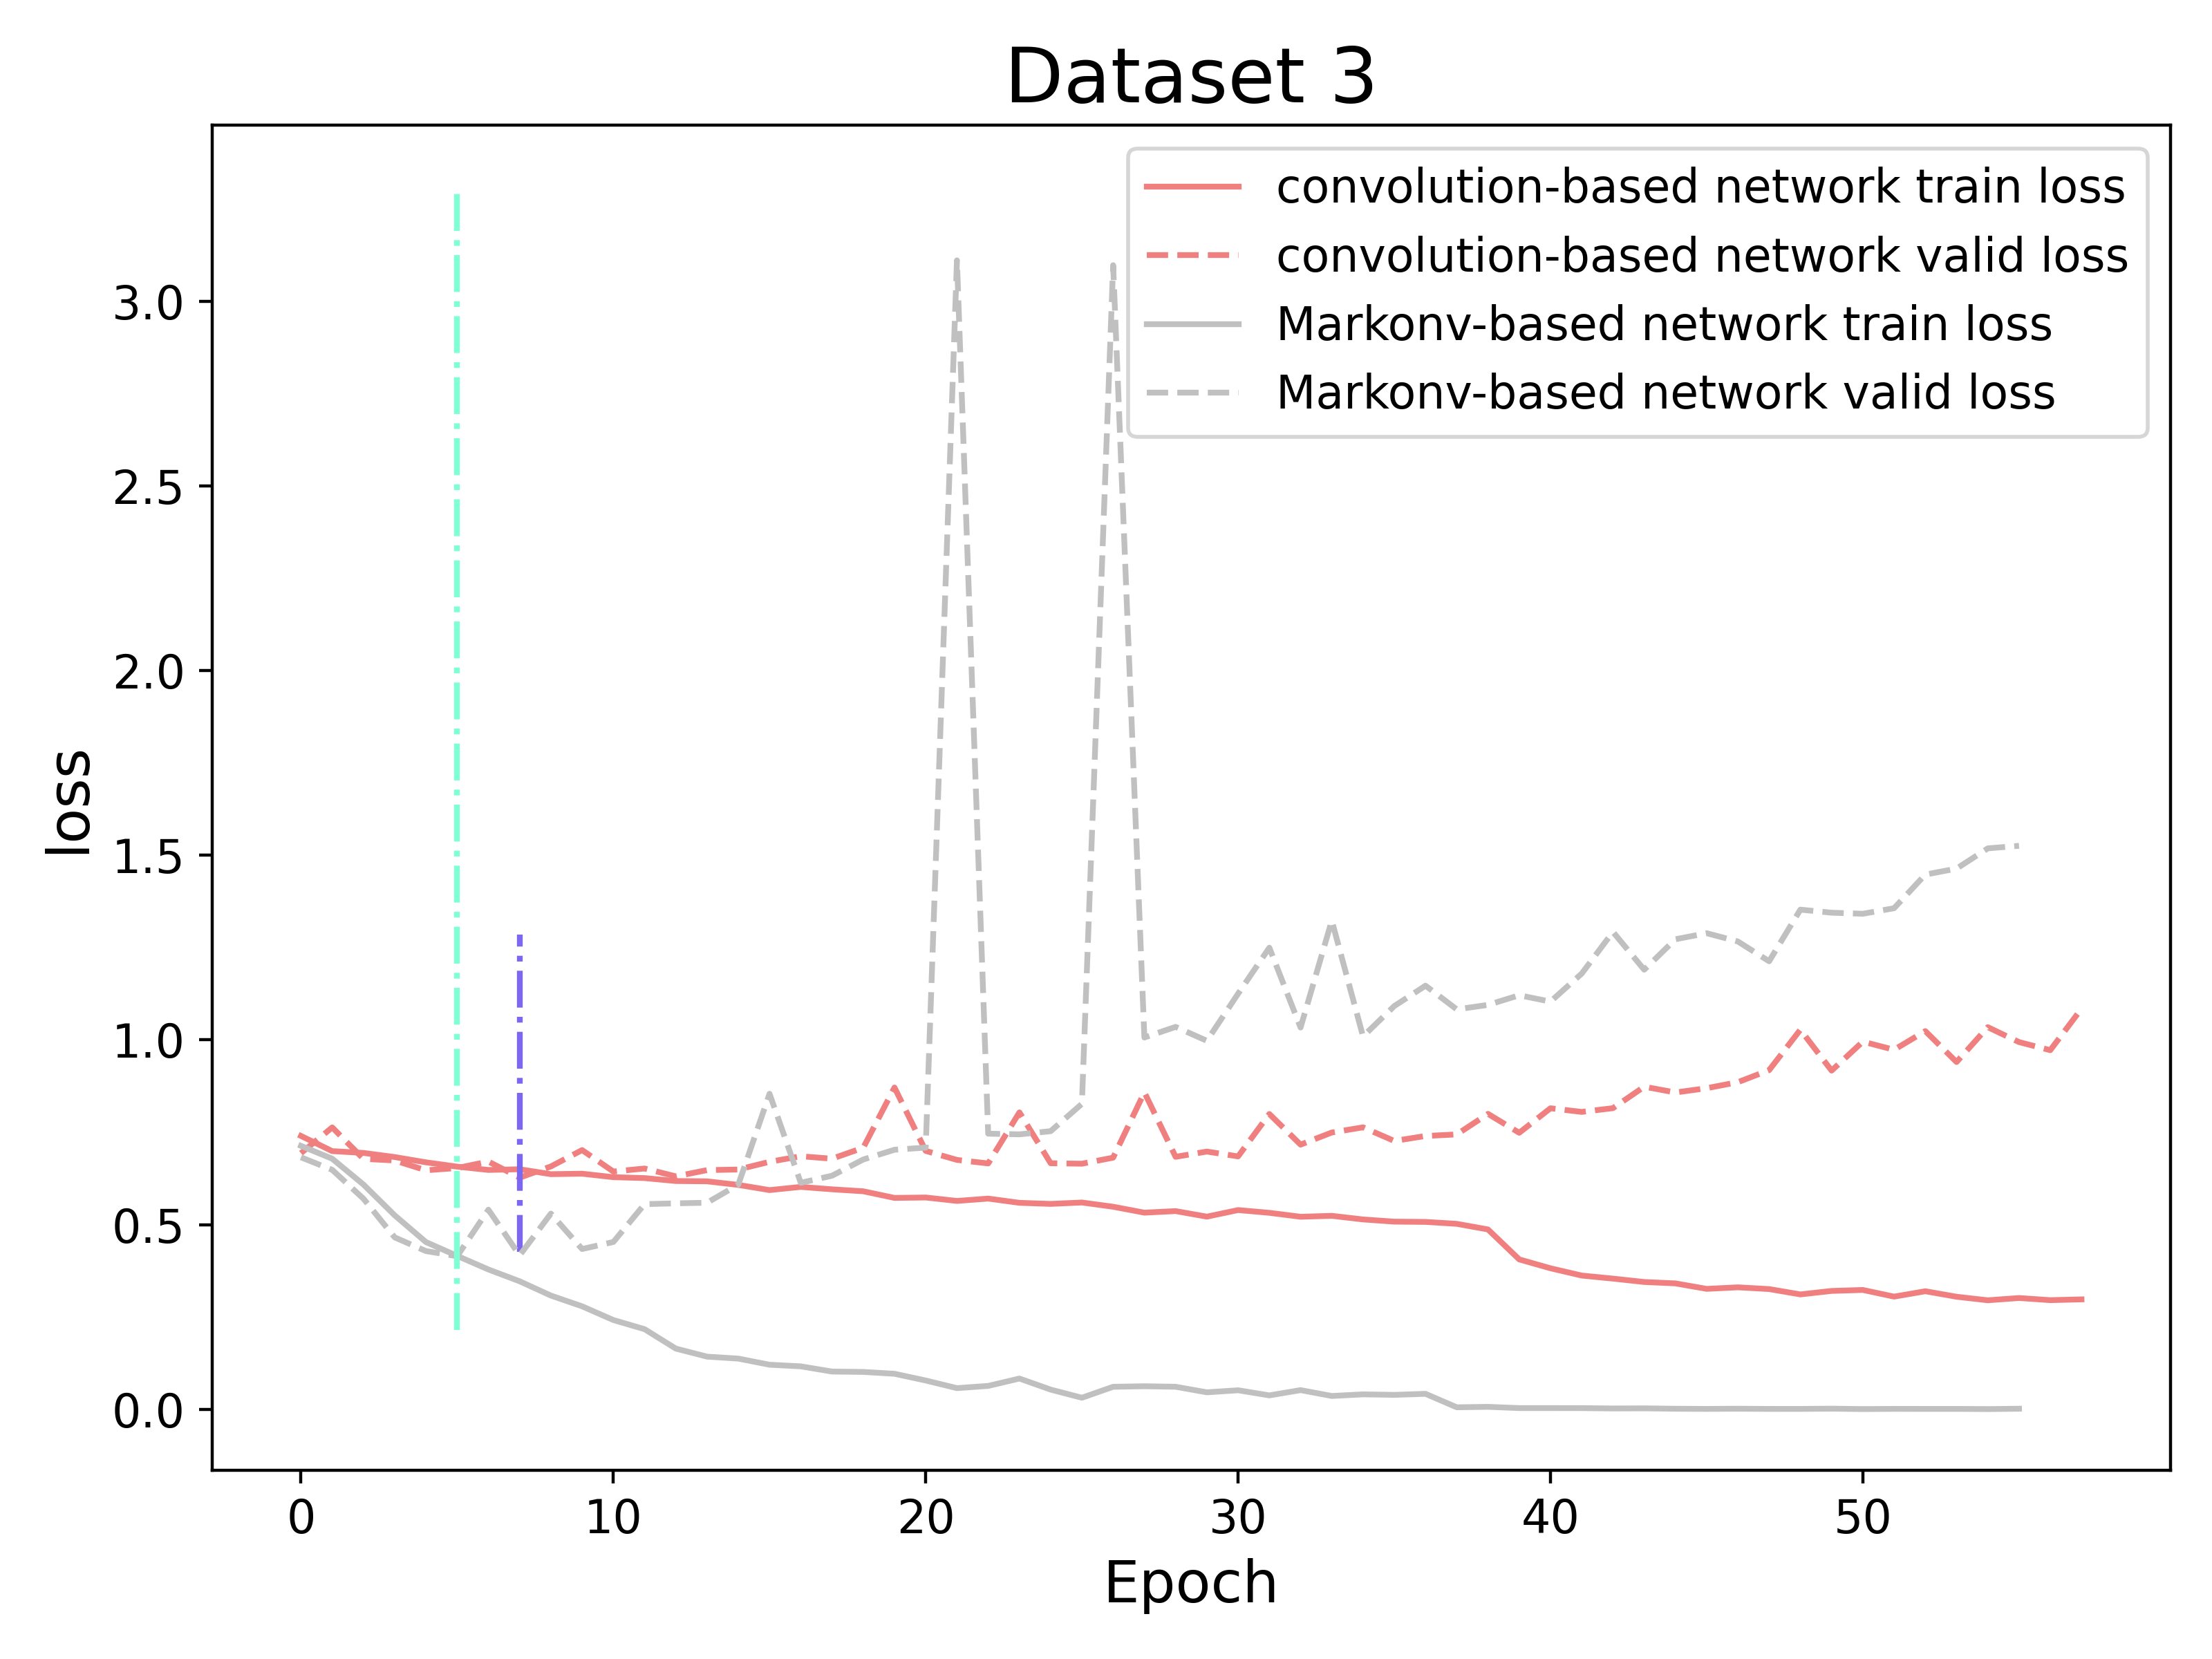 Dataset 3
convolution-based network train loss
convolution-based network valid loss
Markonv-based network train loss
Markonv-based network valid loss
3.0
2.5
2.0
1.5
1.0
0.5
0.0
loss
0 10 20 30 40 50
Epoch